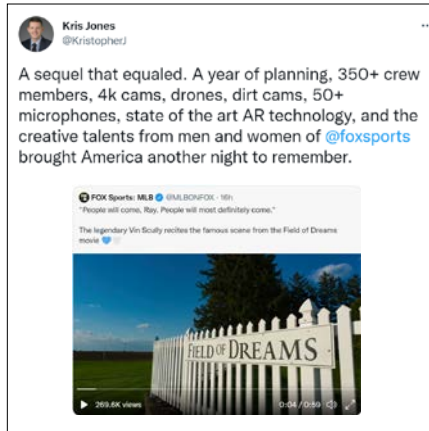 Kris Jones
@KristopherJ
A sequel that equaled. A year of planning, 350+ crew
members, 4k cams, drones, dirt cams, 50+
microphones, state of the art AR technology, and the
creative talents from men and women of @foxsports
brought America another night to remember.
FOX Sports: MLB @MLBONFOX · 16h
"People will come, Ray. People will most definitely come."
The legendary Vin Scully recites the famous scene from the Field of Dreams
movie
FIELD OF DREAMS
269.6K views
0:04 / 0:59